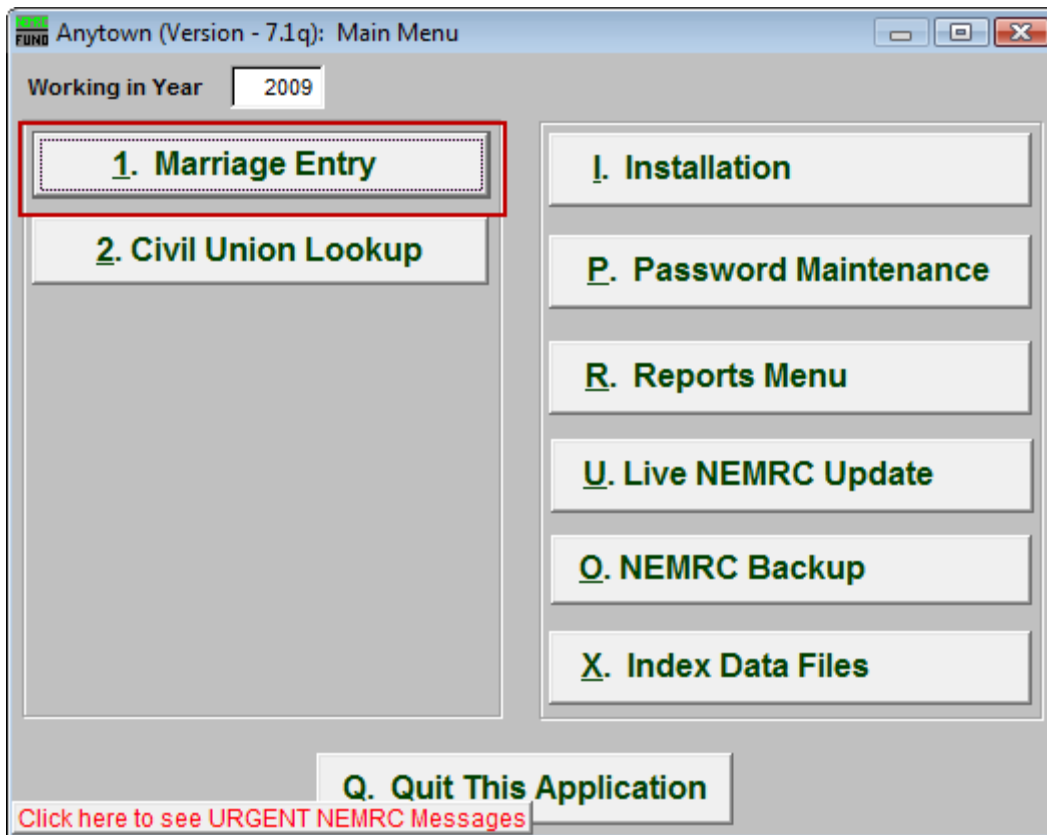 NEMRC
FUND Anytown (Version - 7.1q): Main Menu
Working in Year 2009
1. Marriage Entry
2. Civil Union Lookup
I. Installation
P. Password Maintenance
R. Reports Menu
U. Live NEMRC Update
O. NEMRC Backup
X. Index Data Files
Q. Quit This Application
Click here to see URGENT NEMRC Messages